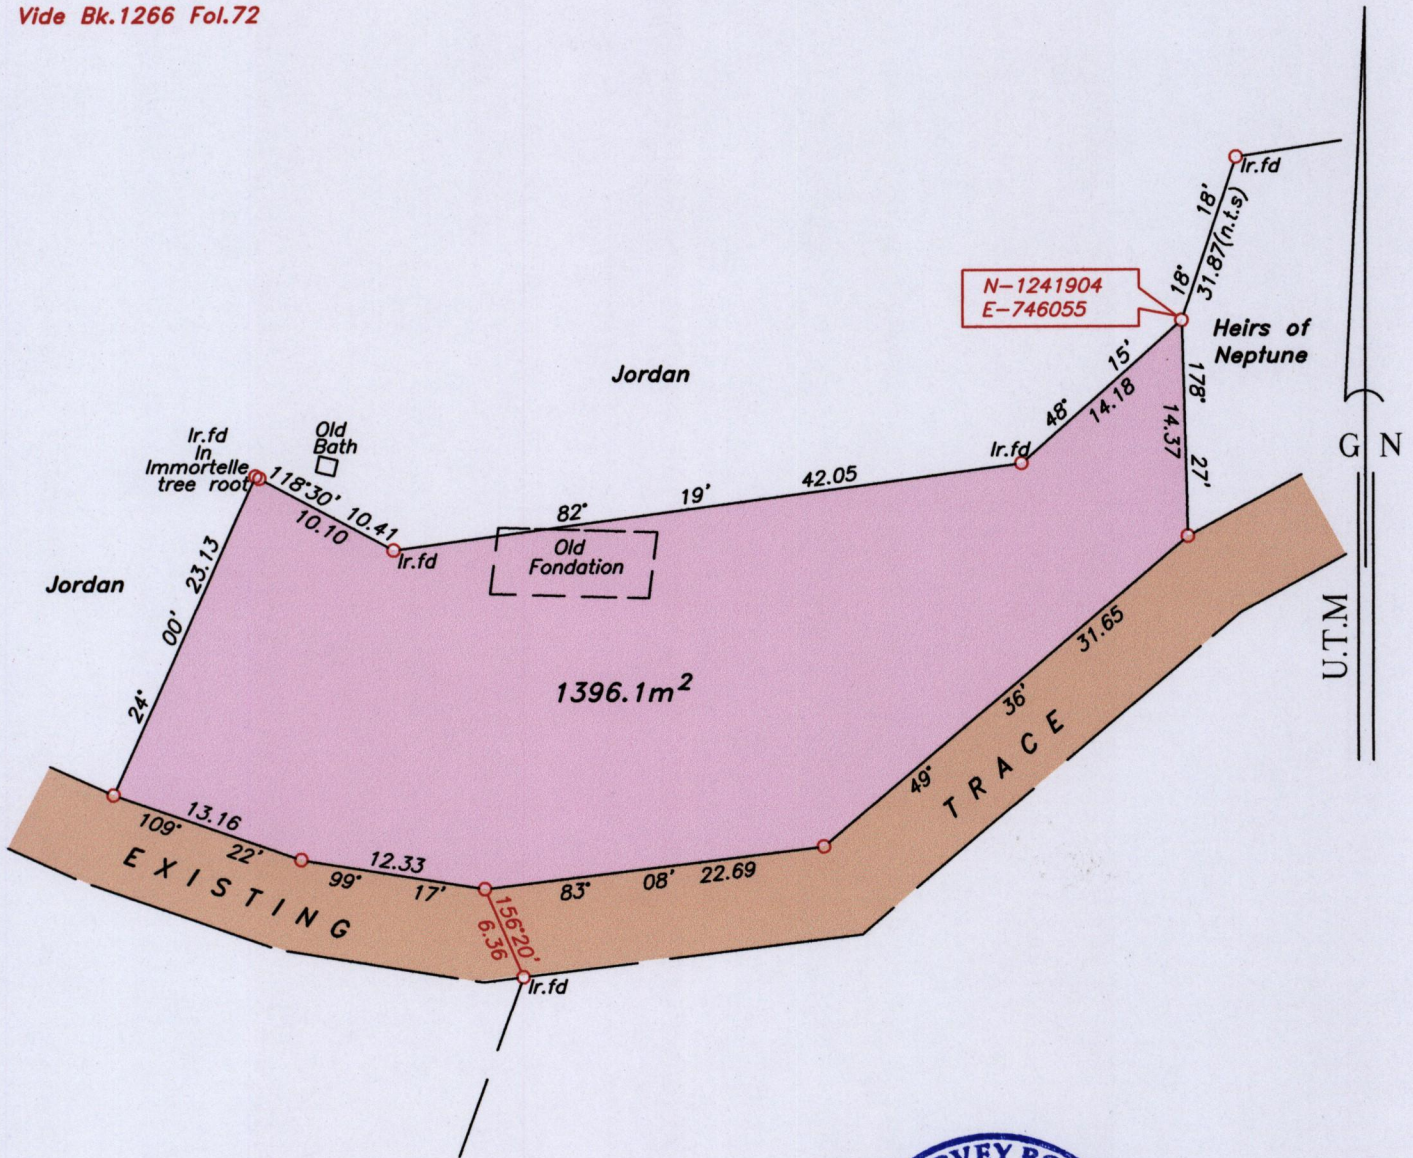 Vide Bk.1266 Fol.72
Ir.fd
18'
31.87(n.t.s)
18°
N-1241904
E-746055
Heirs of
Neptune
15'
48°
14.18
178°
14.37
27'
Jordan
G N
U.T.M
Ir.fd
In
Immortelle
tree root
Old
Bath
118°30'
10.41
10.10
Ir.fd
82°
19'
42.05
Ir.fd
Old
Fondation
Jordan
23.13
00'
24°
1396.1m²
31.65
36'
49°
13.16
109°
22'
12.33
99°
17'
83°
08'
22.69
EXISTING
TRACE
156°20'
6.36
Ir.fd